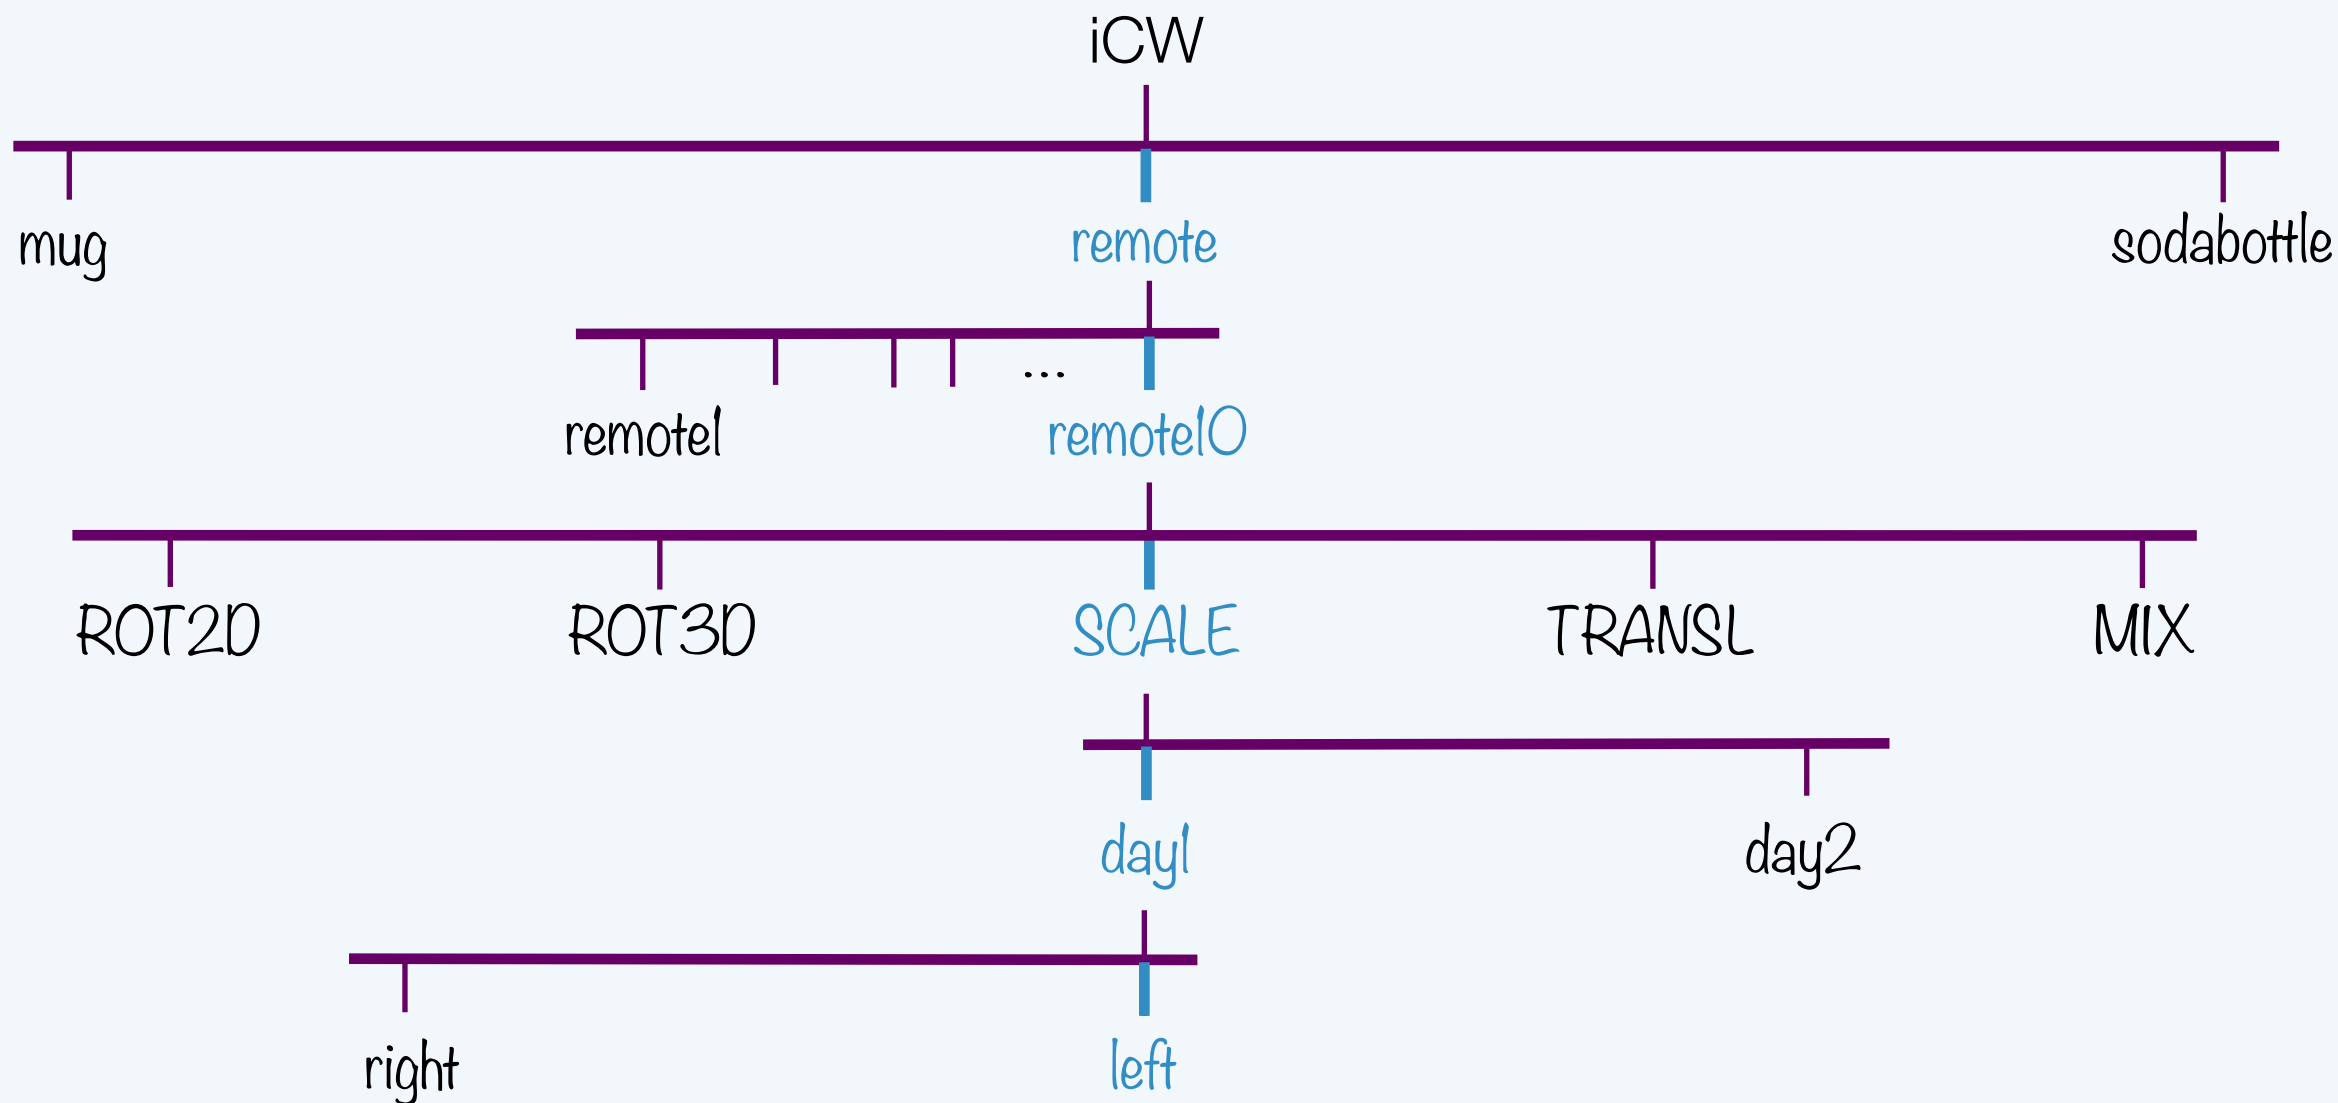 iCW
mug remote sodabottle
... 
remote1 remote10
ROT2D ROT3D SCALE TRANSL MIX
day1 day2
right left